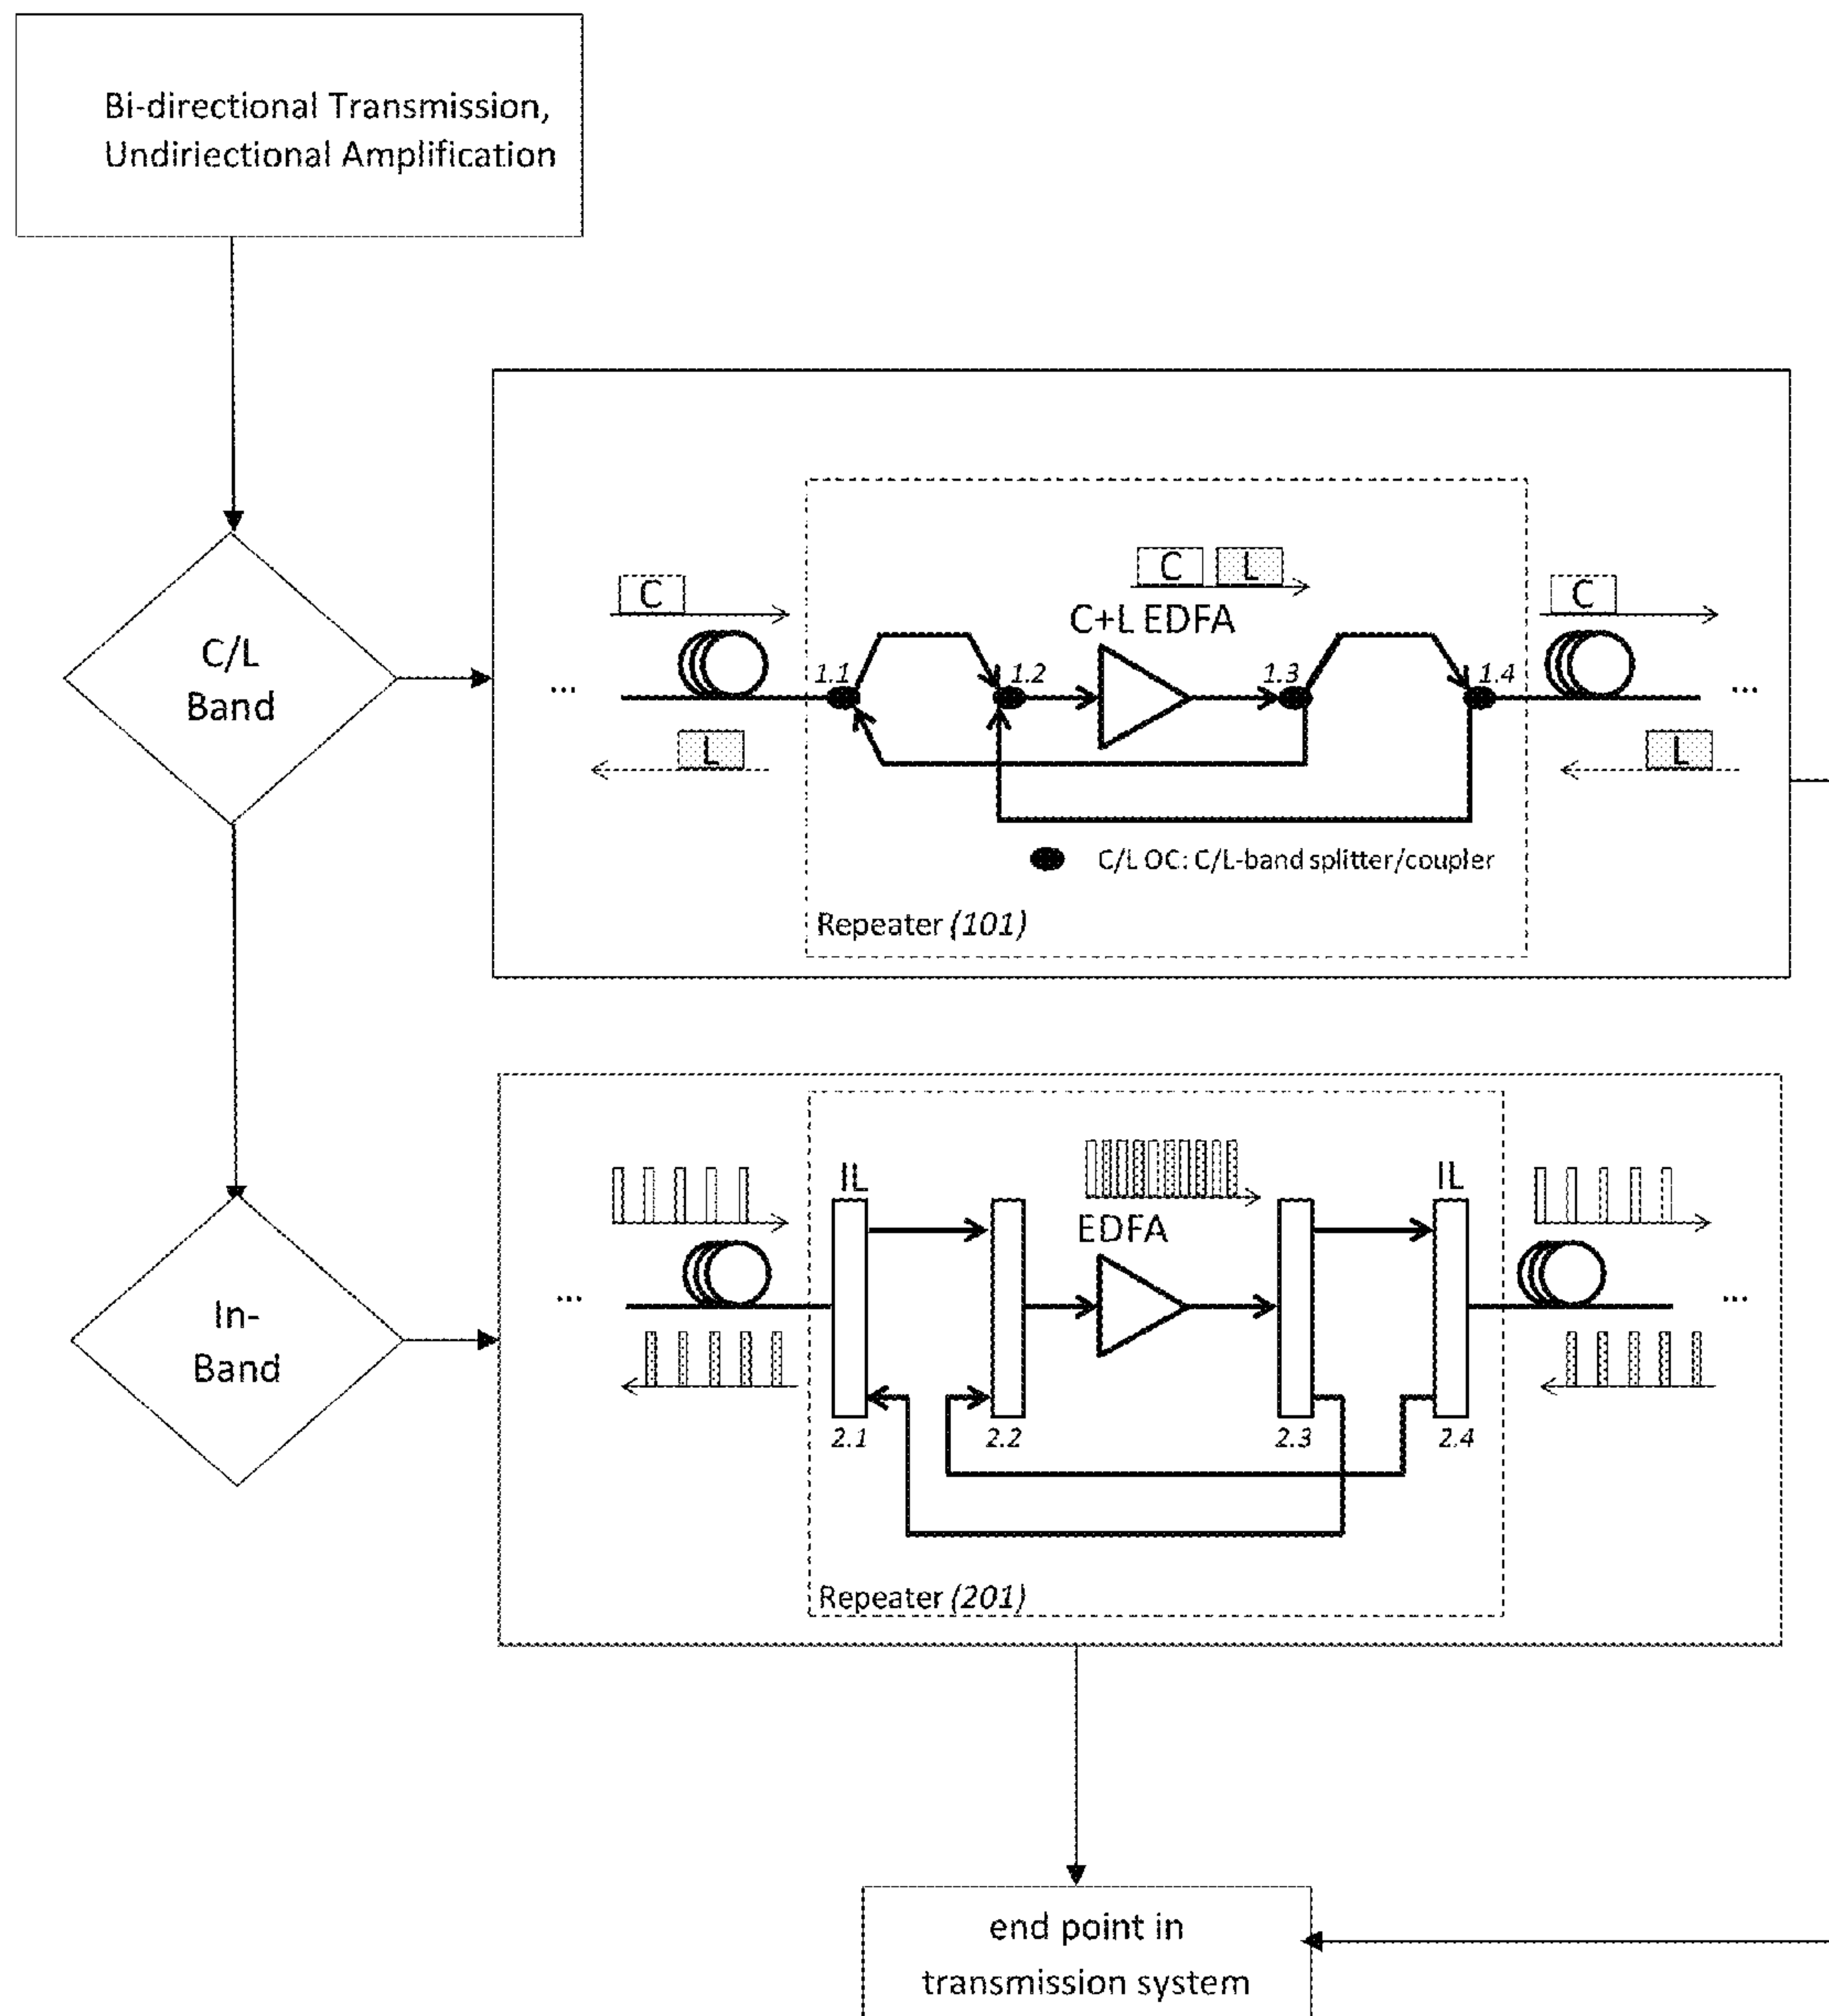 Bi-directional Transmission,
Undiriectional Amplification
C/L
Band
C
C L
C+L EDFA
C
1.1
1.2
1.3
1.4
...
...
L
L
C/L OC: C/L-band splitter/coupler
Repeater (101)
In-
Band
IL
EDFA
IL
...
...
2.1
2.2
2.3
2.4
Repeater (201)
end point in
transmission system